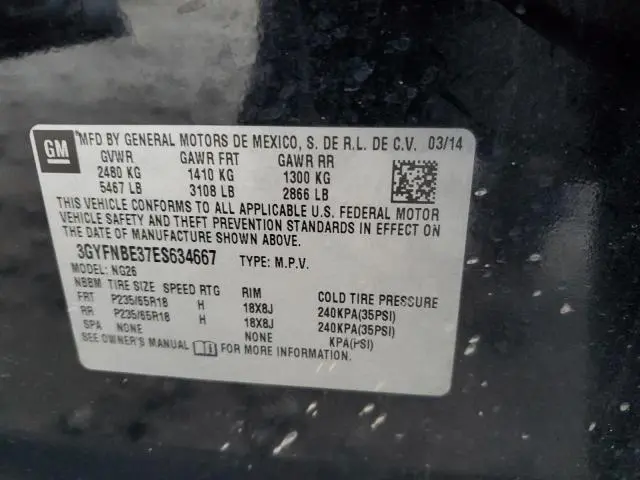 GM MFD BY GENERAL MOTORS DE MEXICO, S. DE R.L. DE C.V. 03/14
GVWR GAWR FRT GAWR RR
2480 KG 1410 KG 1300 KG
5467 LB 3108 LB 2866 LB
THIS VEHICLE CONFORMS TO ALL APPLICABLE U.S. FEDERAL MOTOR
VEHICLE SAFETY AND THEFT PREVENTION STANDARDS IN EFFECT ON
THE DATE OF MANUFACTURE SHOWN ABOVE.
3GYFNBE37ES634667 TYPE: M.P.V.
MODEL: NG26
NBBM TIRE SIZE SPEED RTG RIM COLD TIRE PRESSURE
FRT P235/65R18 H 18X8J 240KPA(35PSI)
RR P235/65R18 H 18X8J 240KPA(35PSI)
SPA NONE NONE KPA(PSI)
SEE OWNER'S MANUAL FOR MORE INFORMATION.